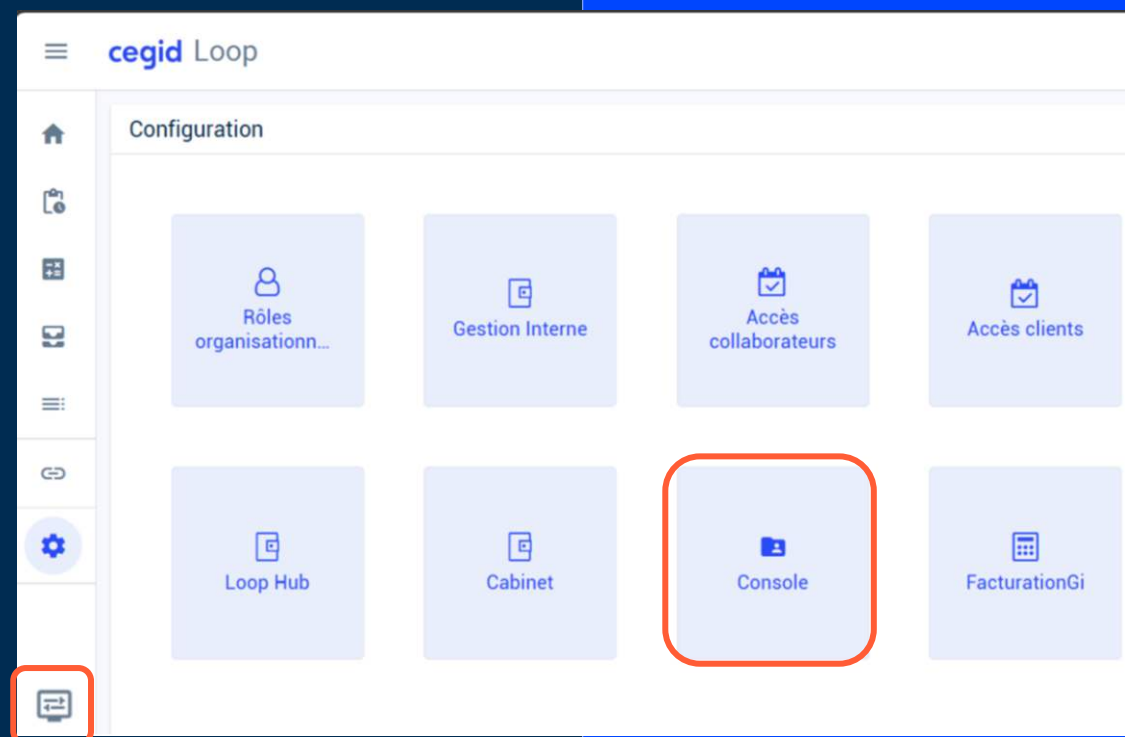 cegid Loop
Configuration
Rôles
organisationn...
Gestion Interne
Accès
collaborateurs
Accès clients
Loop Hub
Cabinet
Console
FacturationGi